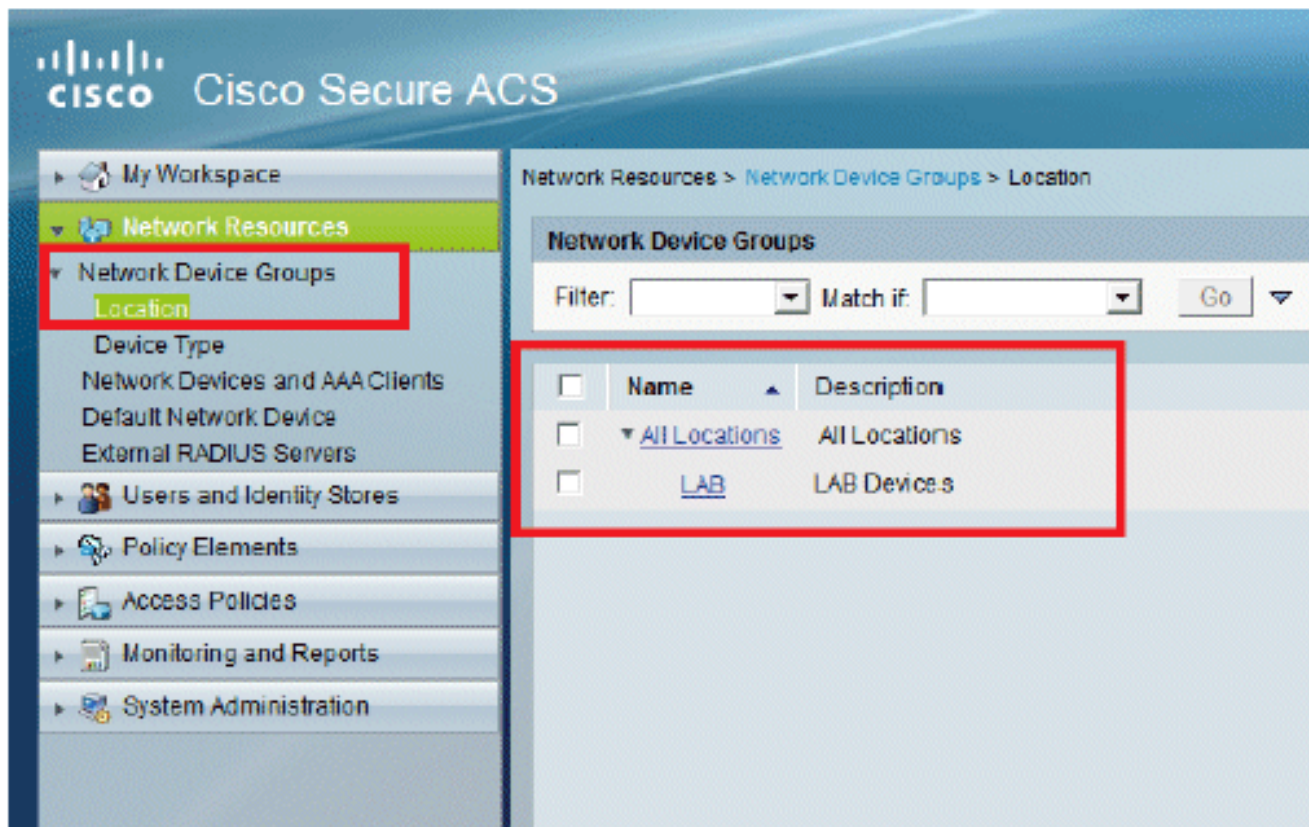 CISCO Cisco Secure ACS
My Workspace
Network Resources
Network Device Groups
Location
Device Type
Network Devices and AAA Clients
Default Network Device
External RADIUS Servers
Users and Identity Stores
Policy Elements
Access Policies
Monitoring and Reports
System Administration
Network Resources > Network Device Groups > Location
Network Device Groups
Filter: Match if: Go
Name Description
All Locations All Locations
LAB LAB Devices